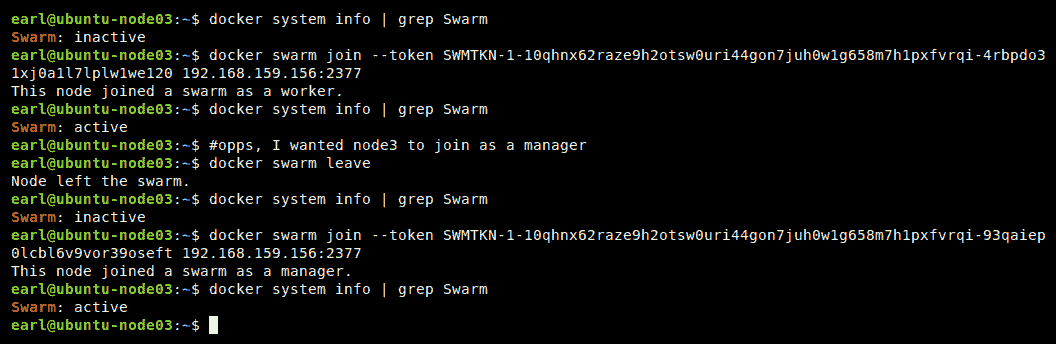 earl@ubuntu-node03:~$ docker system info | grep Swarm
Swarm: inactive
earl@ubuntu-node03:~$ docker swarm join --token SWMTKN-1-10qhnx62raze9h2otsw0uri44gon7juh0w1g658m7h1pxfvrqi-4rbpdo3
1xj0a1l7lplw1we120 192.168.159.156:2377
This node joined a swarm as a worker.
earl@ubuntu-node03:~$ docker system info | grep Swarm
Swarm: active
earl@ubuntu-node03:~$ #opps, I wanted node3 to join as a manager
earl@ubuntu-node03:~$ docker swarm leave
Node left the swarm.
earl@ubuntu-node03:~$ docker system info | grep Swarm
Swarm: inactive
earl@ubuntu-node03:~$ docker swarm join --token SWMTKN-1-10qhnx62raze9h2otsw0uri44gon7juh0w1g658m7h1pxfvrqi-93qaiep
0lcbl6v9vor39oseft 192.168.159.156:2377
This node joined a swarm as a manager.
earl@ubuntu-node03:~$ docker system info | grep Swarm
Swarm: active
earl@ubuntu-node03:~$